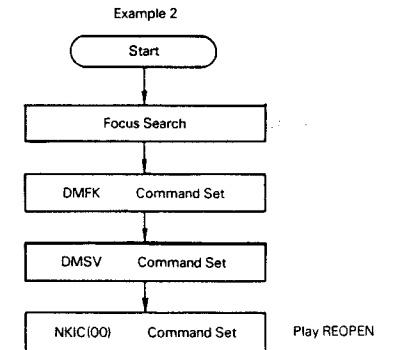 Example 2
Start
Focus Search
DMFK Command Set
DMSV Command Set
NKIC(00) Command Set Play REOPEN